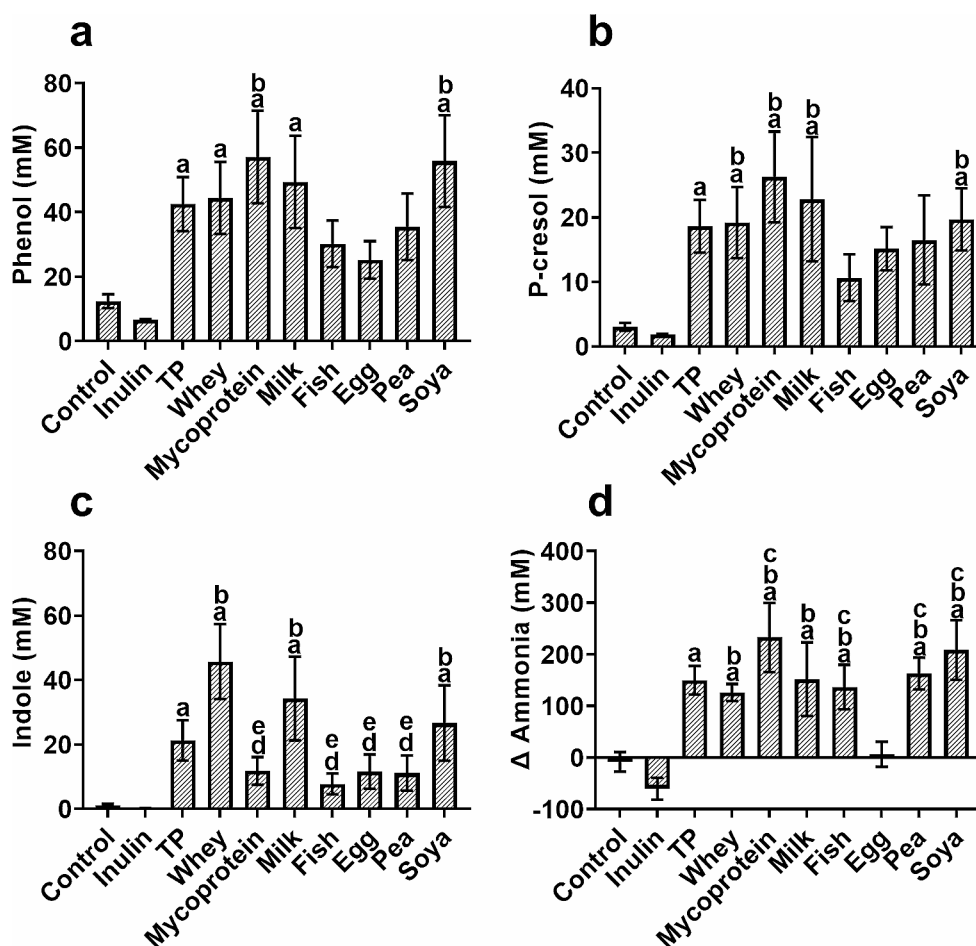 a
Phenol (mM)
80
60
40
20
0
a
a
b
a
a
b
a
Control
Inulin
TP
Whey
Mycoprotein
Milk
Fish
Egg
Pea
Soya
b
P-cresol (mM)
40
30
20
10
0
a
b
a
b
a
b
a
b
a
Control
Inulin
TP
Whey
Mycoprotein
Milk
Fish
Egg
Pea
Soya
c
Indole (mM)
80
60
40
20
0
a
b
a
e
d
b
a
e
d
e
d
e
d
b
a
Control
Inulin
TP
Whey
Mycoprotein
Milk
Fish
Egg
Pea
Soya
d
Δ Ammonia (mM)
400
300
200
100
0
-100
a
b
a
c
b
a
b
a
c
b
a
c
b
a
c
b
a
Control
Inulin
TP
Whey
Mycoprotein
Milk
Fish
Egg
Pea
Soya